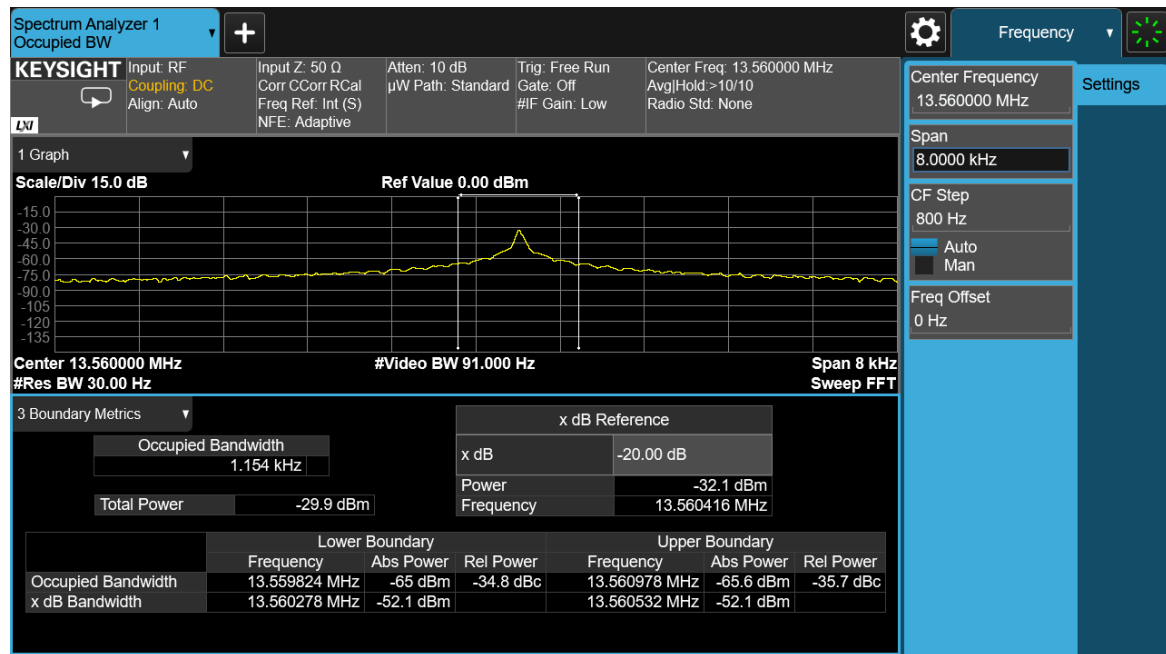 Spectrum Analyzer 1
Occupied BW
+
Frequency
KEYSIGHT
LXI
Input: RF
Coupling: DC
Align: Auto
Input Z: 50 Ω
Corr CCorr RCal
Freq Ref: Int (S)
NFE: Adaptive
Atten: 10 dB
µW Path: Standard
Trig: Free Run
Gate: Off
#IF Gain: Low
Center Freq: 13.560000 MHz
Avg|Hold:>10/10
Radio Std: None
Center Frequency
13.560000 MHz
Settings
Span
8.0000 kHz
CF Step
800 Hz
Auto
Man
Freq Offset
0 Hz
1 Graph
Scale/Div 15.0 dB Ref Value 0.00 dBm
-15.0
-30.0
-45.0
-60.0
-75.0
-90.0
-105
-120
-135
Center 13.560000 MHz #Video BW 91.000 Hz Span 8 kHz
#Res BW 30.00 Hz Sweep FFT
3 Boundary Metrics
Occupied Bandwidth
1.154 kHz
Total Power -29.9 dBm
x dB Reference
x dB -20.00 dB
Power -32.1 dBm
Frequency 13.560416 MHz
Lower Boundary Upper Boundary
Frequency Abs Power Rel Power Frequency Abs Power Rel Power
Occupied Bandwidth 13.559824 MHz -65 dBm -34.8 dBc 13.560978 MHz -65.6 dBm -35.7 dBc
x dB Bandwidth 13.560278 MHz -52.1 dBm 13.560532 MHz -52.1 dBm